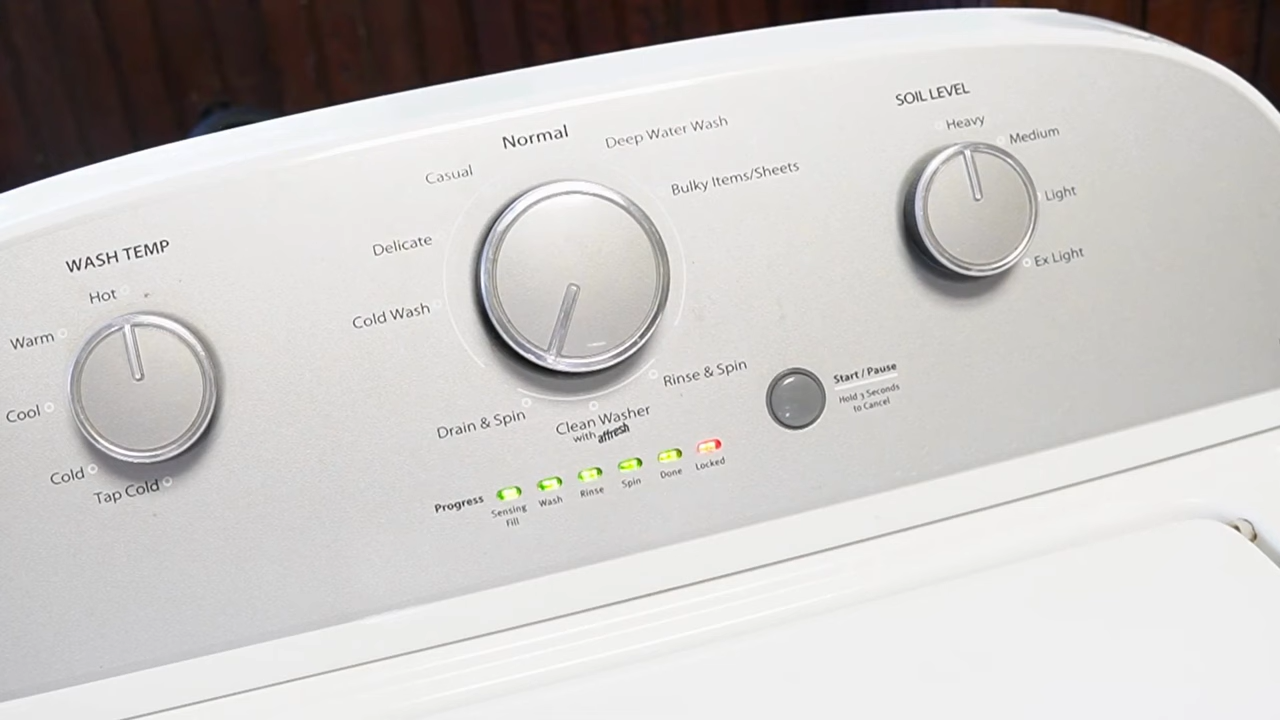 WASH TEMP
Hot
Warm
Cool
Cold
Tap Cold
Normal
Deep Water Wash
Casual
Bulky Items/Sheets
Delicate
Cold Wash
Rinse & Spin
Drain & Spin
Clean Washer
with affresh
SOIL LEVEL
Heavy
Medium
Light
Ex Light
Start / Pause
Hold 3 Seconds
to Cancel
Progress
Sensing
Fill
Wash
Rinse
Spin
Done
Locked